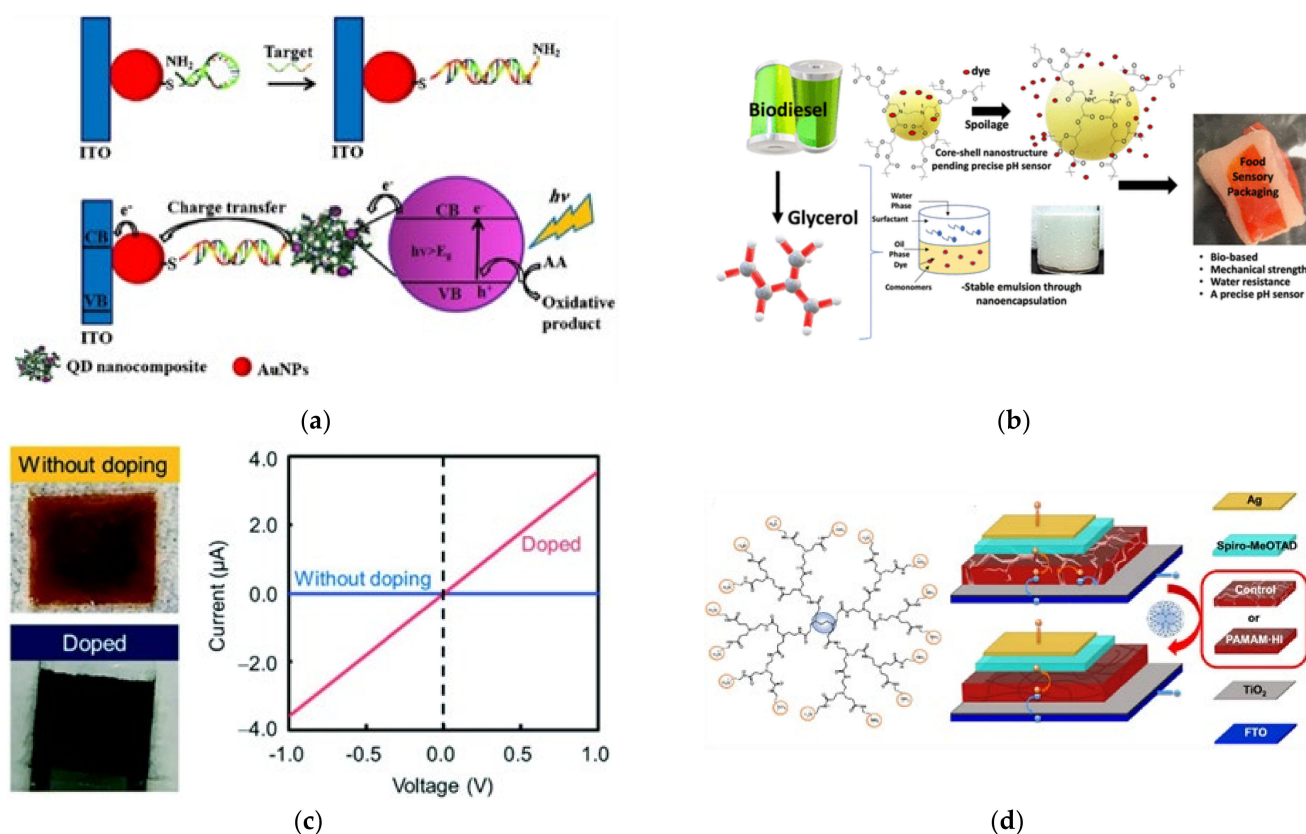 NH₂
Target
NH₂
S
S
ITO
ITO
Charge transfer
e⁻
hν
e⁻
CB
e⁻
CB
hν>Eg
AA
S
VB
VB
h⁺
Oxidative
product
ITO
QD nanocomposite
AuNPs
(a)
Biodiesel
dye
Spoilage
Core-shell nanostructure
pending precise pH sensor
Glycerol
Water
Phase
Surfactant
Oil
Phase
Dye
Comonomers
-Stable emulsion through
nanoencapsulation
Food
Sensory
Packaging
• Bio-based
• Mechanical strength
• Water resistance
• A precise pH sensor
(b)
Without doping
Doped
Current (μA)
4.0
2.0
0.0
−2.0
−4.0
Without doping
Doped
-1.0
-0.5
0.0
0.5
1.0
Voltage (V)
(c)
Ag
Spiro-MeOTAD
Control
or
PAMAM·HI
TiO₂
FTO
(d)